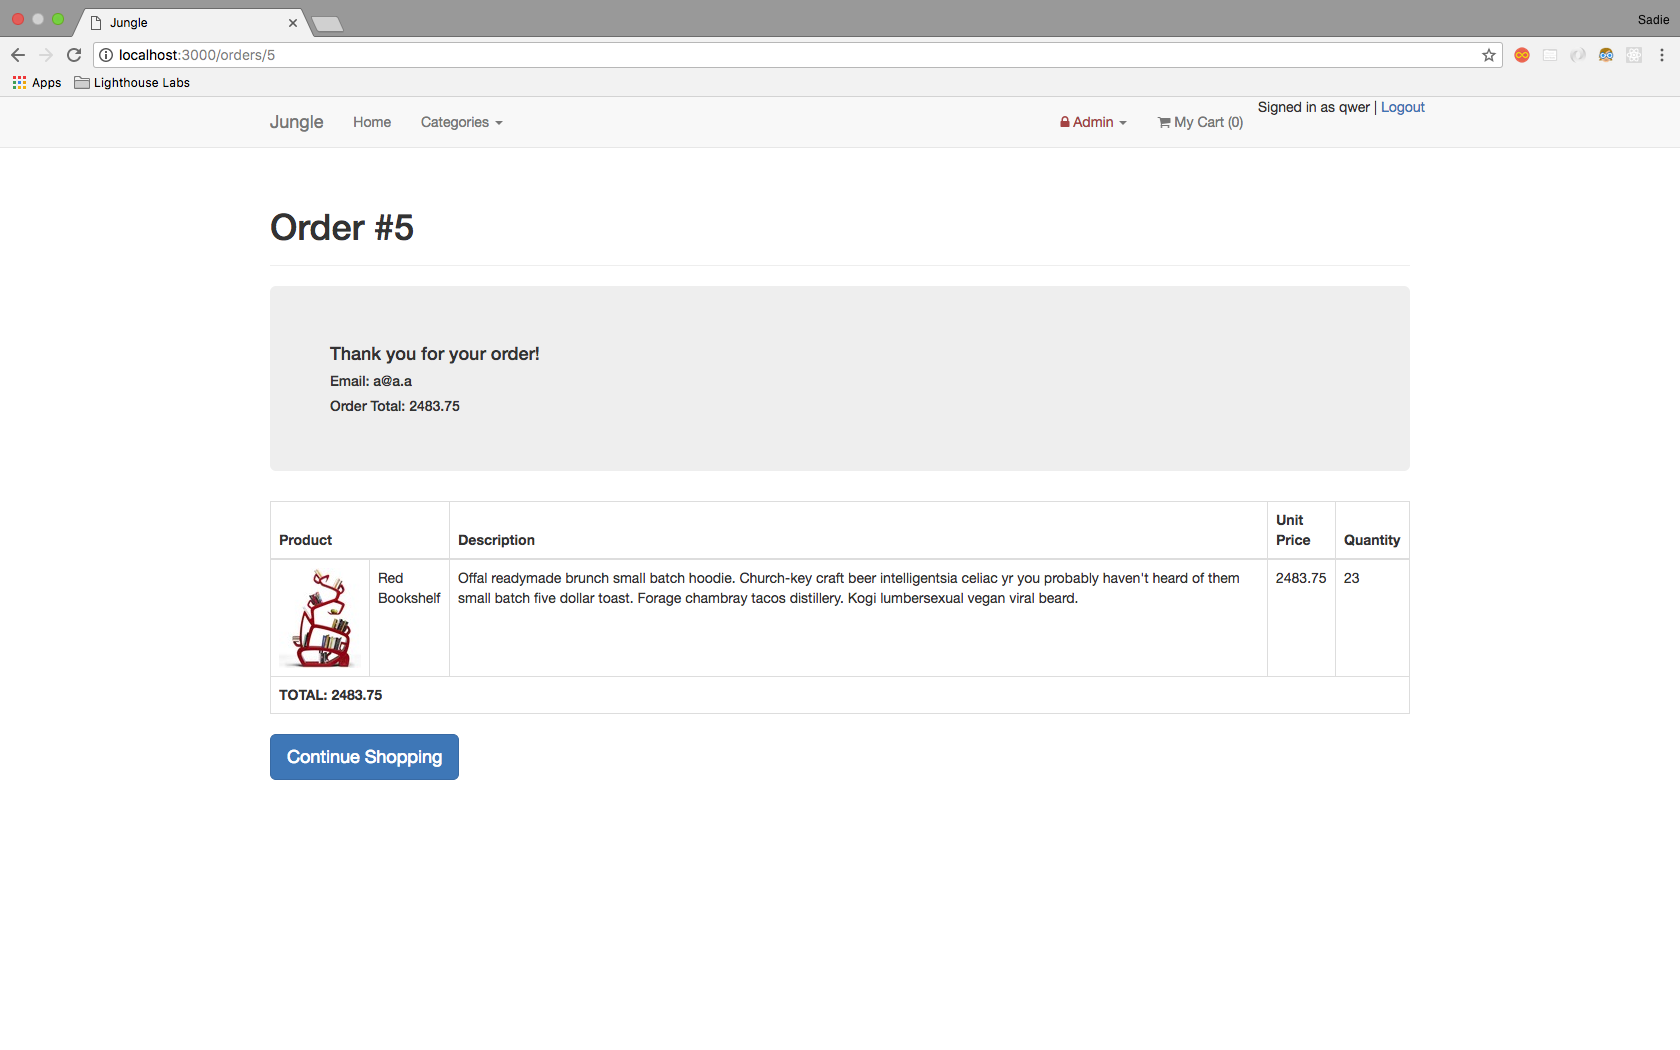 Jungle
Sadie
localhost:3000/orders/5
Apps Lighthouse Labs
Jungle Home Categories Admin My Cart (0) Signed in as qwer | Logout
Order #5
Thank you for your order!
Email: a@a.a
Order Total: 2483.75
Product Description Unit Price Quantity
Red Bookshelf
Offal readymade brunch small batch hoodie. Church-key craft beer intelligentsia celiac yr you probably haven't heard of them
small batch five dollar toast. Forage chambray tacos distillery. Kogi lumbersexual vegan viral beard.
2483.75 23
TOTAL: 2483.75
Continue Shopping